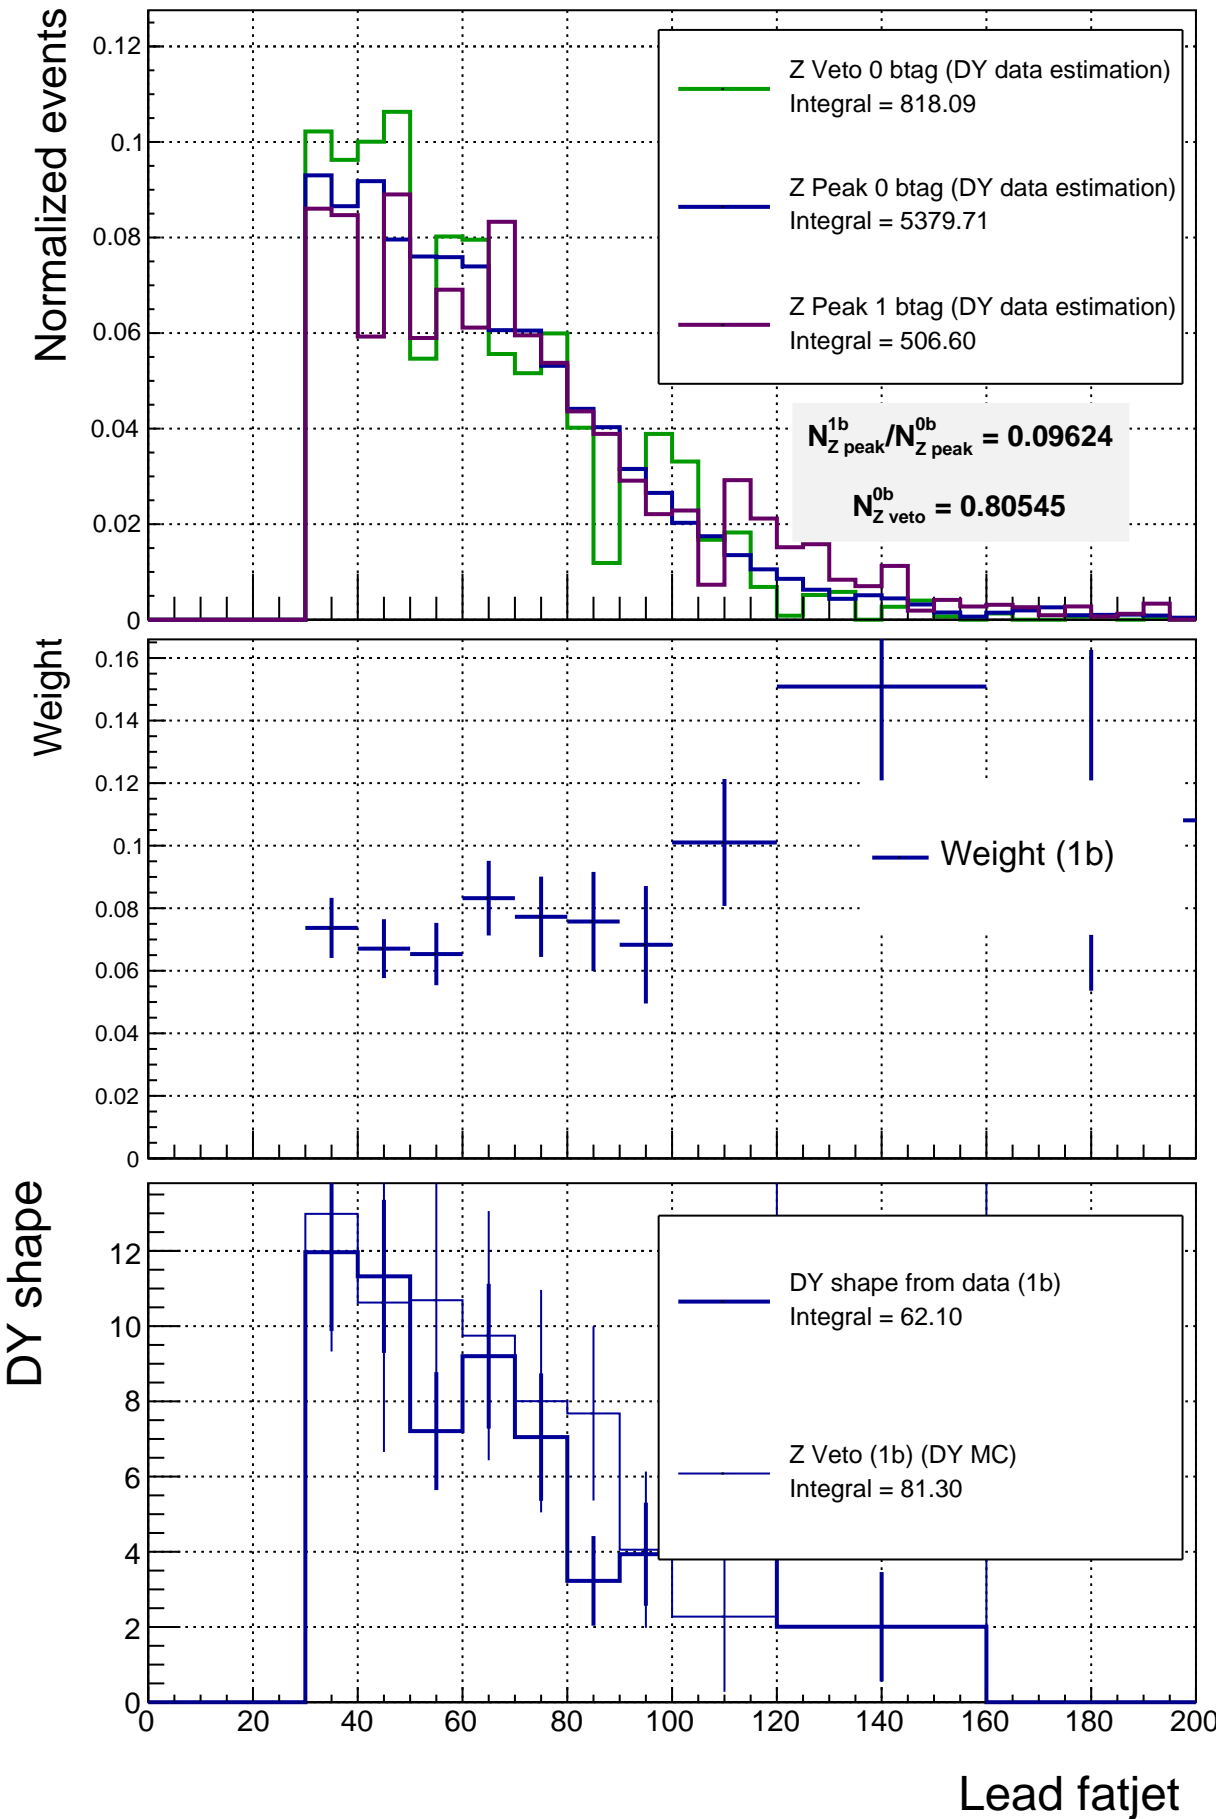 Normalized events
0.12
0.1
0.08
0.06
0.04
0.02
0
Z Veto 0 btag (DY data estimation)
Integral = 818.09
Z Peak 0 btag (DY data estimation)
Integral = 5379.71
Z Peak 1 btag (DY data estimation)
Integral = 506.60
N^{1b}_{Z peak}/N^{0b}_{Z peak} = 0.09624
N^{0b}_{Z veto} = 0.80545
Weight
0.16
0.14
0.12
0.1
0.08
0.06
0.04
0.02
0
Weight (1b)
DY shape
12
10
8
6
4
2
0
DY shape from data (1b)
Integral = 62.10
Z Veto (1b) (DY MC)
Integral = 81.30
0 20 40 60 80 100 120 140 160 180 200
Lead fatjet